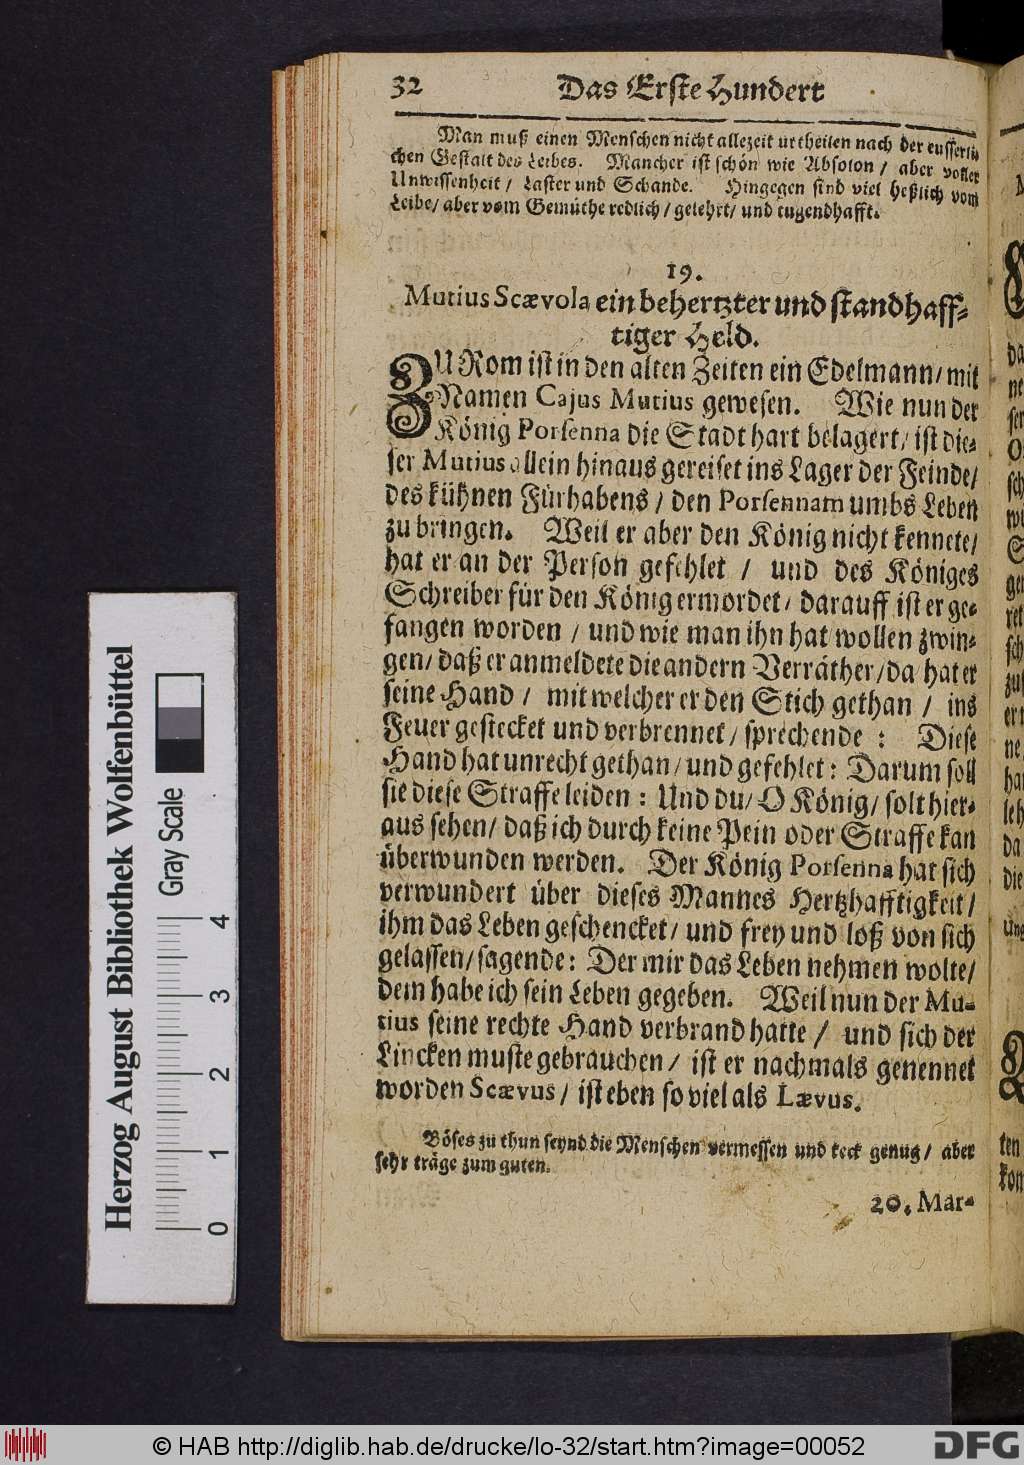 32 Das Erste Hundert
Man muß einen Menschen nicht allezeit urtheilen nach der eusserli-
chen Gestalt des Leibes. Mancher ist schön wie Absolon / aber voller
Unwissenheit / Laster und Schande. Hingegen sind viel heßlich vom
Leibe / aber vom Gemüthe redlich / gelehrt / und tugendhafft.
19.
Mutius Scævola ein behertzter und standhaff-
tiger Held.
ZU Rom ist in den alten Zeiten ein Edelmann / mit
Namen Cajus Mutius gewesen. Wie nun der
König Porsenna die Stadt hart belagert / ist die-
ser Mutius allein hinaus gereiset ins Lager der Feinde /
des kühnen Fürhabens / den Porsennam umbs Leben
zu bringen. Weil er aber den König nicht kennete /
hat er an der Person gefehlet / und des Königes
Schreiber für den König ermordet / darauff ist er ge-
fangen worden / und wie man ihn hat wollen zwin-
gen / daß er anmeldete die andern Verräther / da hat er
seine Hand / mit welcher er den Stich gethan / ins
Feuer gestecket und verbrennet / sprechende : Diese
Hand hat unrecht gethan / und gefehlet : Darum soll
sie diese Straffe leiden : Und du / O König / solt hier-
aus sehen / daß ich durch keine Pein oder Straffe kan
überwunden werden. Der König Porsenna hat sich
verwundert über dieses Mannes Hertzhafftigkeit /
ihm das Leben geschencket / und frey und loß von sich
gelassen / sagende : Der mir das Leben nehmen wolte /
dem habe ich sein Leben gegeben. Weil nun der Mu-
tius seine rechte Hand verbrand hatte / und sich der
Lincken muste gebrauchen / ist er nachmals genennet
worden Scævus / ist eben so viel als Lævus.
Böses zu thun seynd die Menschen vermessen und keck genug / aber
sehr träge zum guten.
20. Mar-
Herzog August Bibliothek Wolfenbüttel
Gray Scale
0 1 2 3 4
© HAB http://diglib.hab.de/drucke/lo-32/start.htm?image=00052
DFG